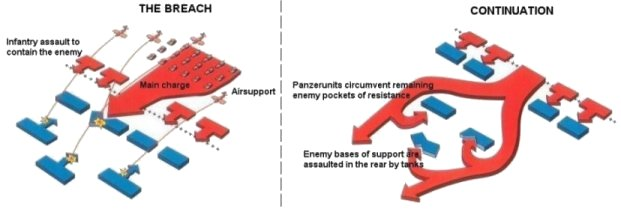 THE BREACH
Infantry assault to
contain the enemy
Main charge
Airsupport
CONTINUATION
Panzerunits circumvent remaining
enemy pockets of resistance
Enemy bases of support are
assaulted in the rear by tanks